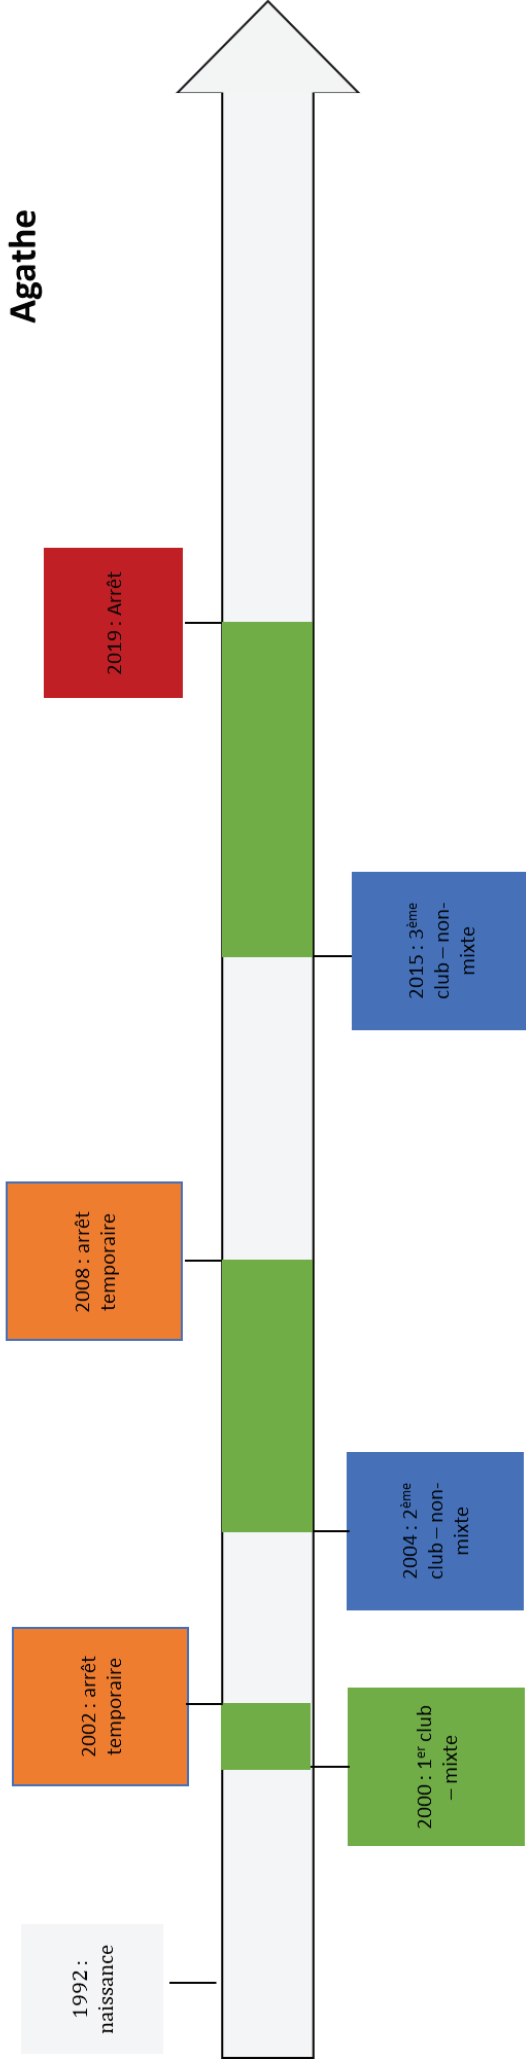 Agathe
1992 :
naissance
2002 : arrêt
temporaire
2008 : arrêt
temporaire
2019 : Arrêt
2000 : 1er club
– mixte
2004 : 2ème
club – non-
mixte
2015 : 3ème
club – non-
mixte